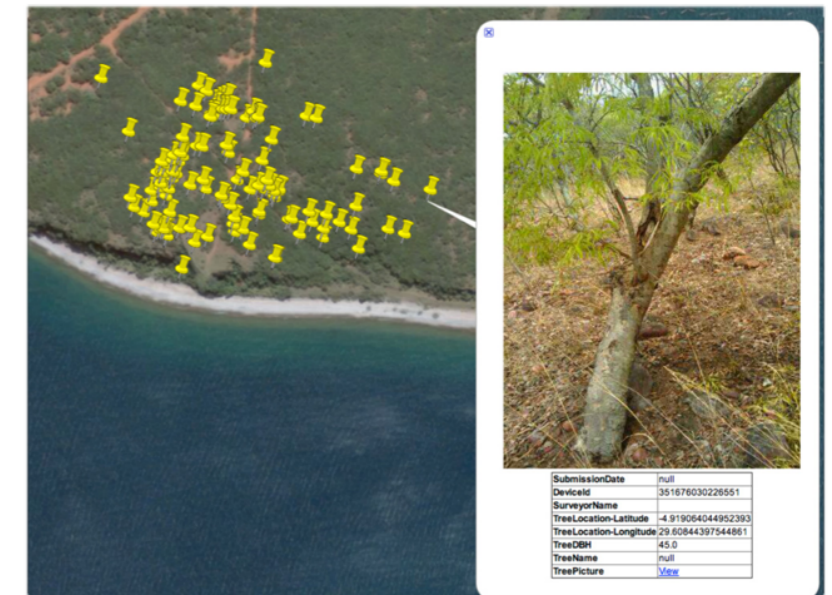 SubmissionDate null
DeviceId 351676030226551
SurveyorName
TreeLocation-Latitude -4.919064044952393
TreeLocation-Longitude 29.60844397544861
TreeDBH 45.0
TreeName null
TreePicture View